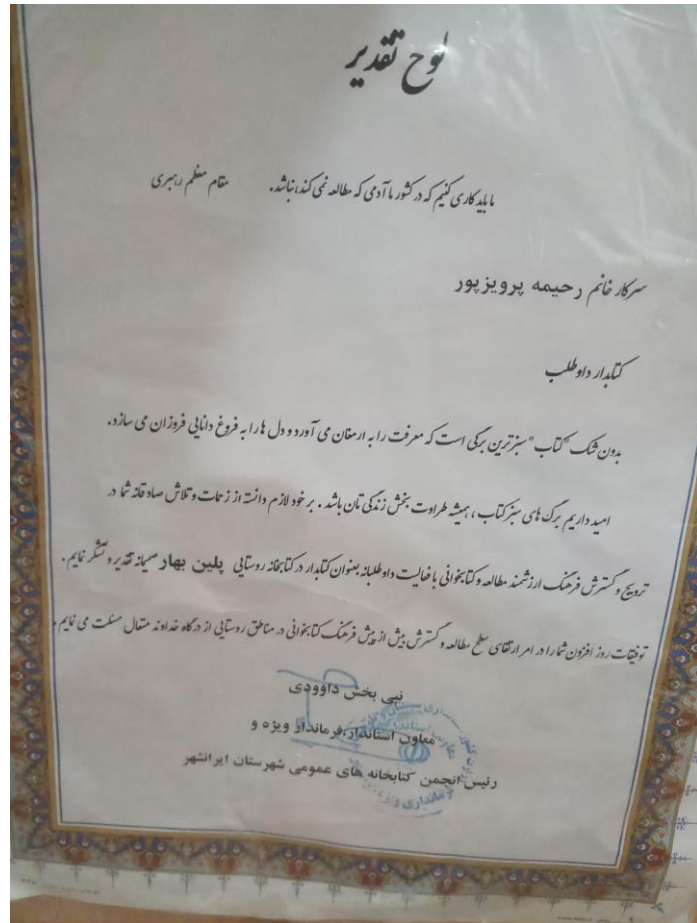 لوح تقدیر
ما باید کاری کنیم که در کشور ما آدمی که مطالعه نمی کند، نباشد. مقام معظم رهبری
سرکار خانم رحیمه پرویزپور
کتابدار داوطلب
بدون شک "کتاب" سبزترین برگی است که معرفت را به ارمغان می آورد و دل ها را به فروغ دانایی فروزان می سازد.
امید داریم برگ های سبز کتاب، همیشه طراوت بخش زندگی تان باشد. بر خود لازم دانسته از زحمات و تلاش صادقانه شما در
ترویج و گسترش فرهنگ ارزشمند مطالعه و کتابخوانی با فعالیت داوطلبانه بعنوان کتابدار در کتابخانه روستایی پلین بهار صمیمانه تقدیر و تشکر نمایم.
توفیقات روز افزون شما را در امر ارتقای سطح مطالعه و گسترش بیش از پیش فرهنگ کتابخوانی در مناطق روستایی از درگاه خداوند متعال مسئلت می نمایم.
نبی بخش داوودی
معاون استاندار،فرماندار ویژه و
رئیس انجمن کتابخانه های عمومی شهرستان ایرانشهر